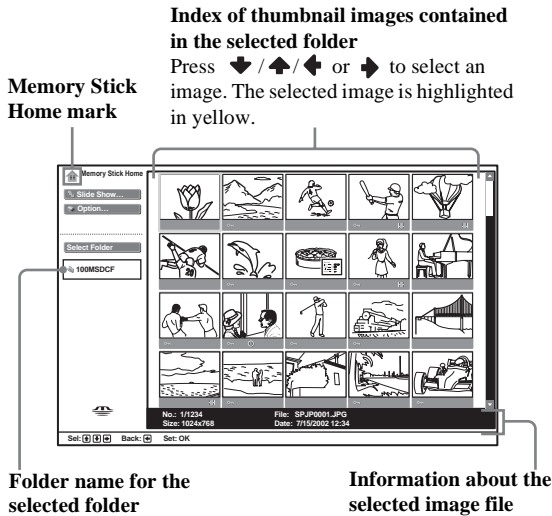 Index of thumbnail images contained
in the selected folder
Press ↓ / ↑ / ← or → to select an
image. The selected image is highlighted
in yellow.
Memory Stick
Home mark
Memory Stick Home
Slide Show...
Option...
Select Folder
100MSDCF
28
No.: 1/1234 File: SPJP0001.JPG
Size: 1024x768 Date: 7/15/2002 12:34
Sel: Back: Set: OK
Folder name for the
selected folder
Information about the
selected image file